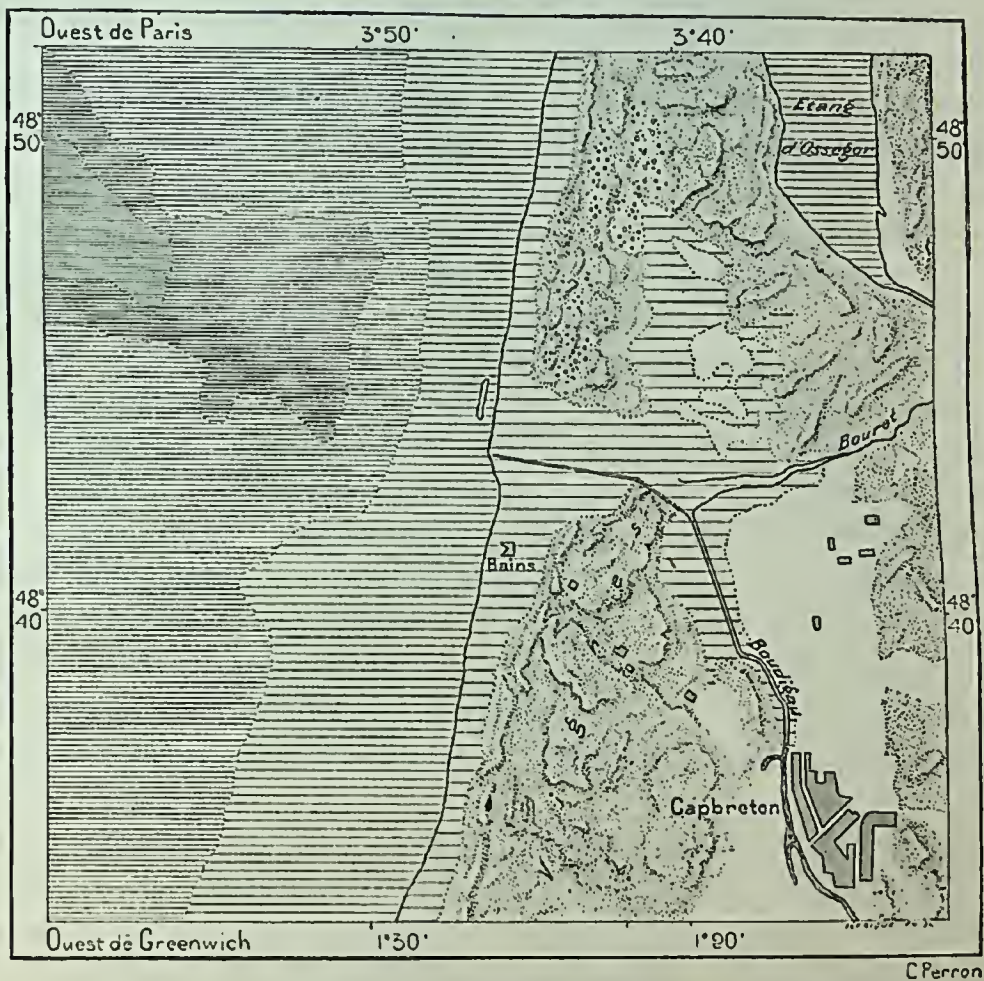 Ouest de Paris
3°50'
3°40'
48°
50'
48°
50'
Etang
d'Ossegor
Bouret
Bains
48°
40'
48°
40'
Boudigau
Capbreton
Ouest de Greenwich
1°30'
1°20'
C Perron